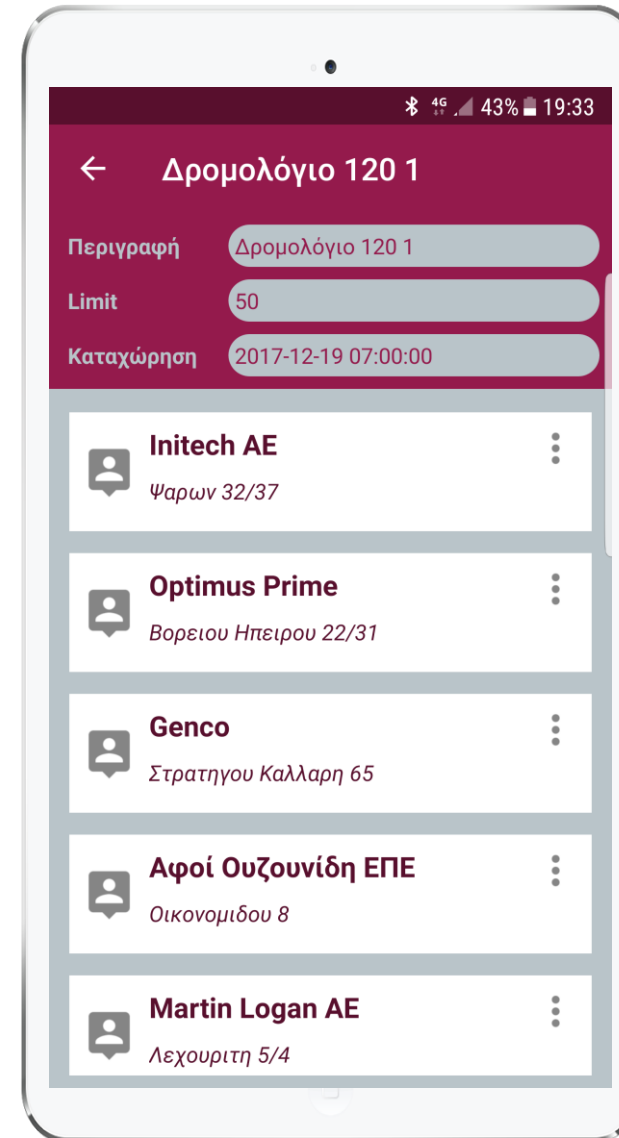 4G 43% 19:33
Δρομολόγιο 120 1
Περιγραφή Δρομολόγιο 120 1
Limit 50
Καταχώρηση 2017-12-19 07:00:00
Initech AE
Ψαρων 32/37
Optimus Prime
Βορειου Ηπειρου 22/31
Genco
Στρατηγου Καλλαρη 65
Αφοί Ουζουνίδη ΕΠΕ
Οικονομιδου 8
Martin Logan AE
Λεχουριτη 5/4